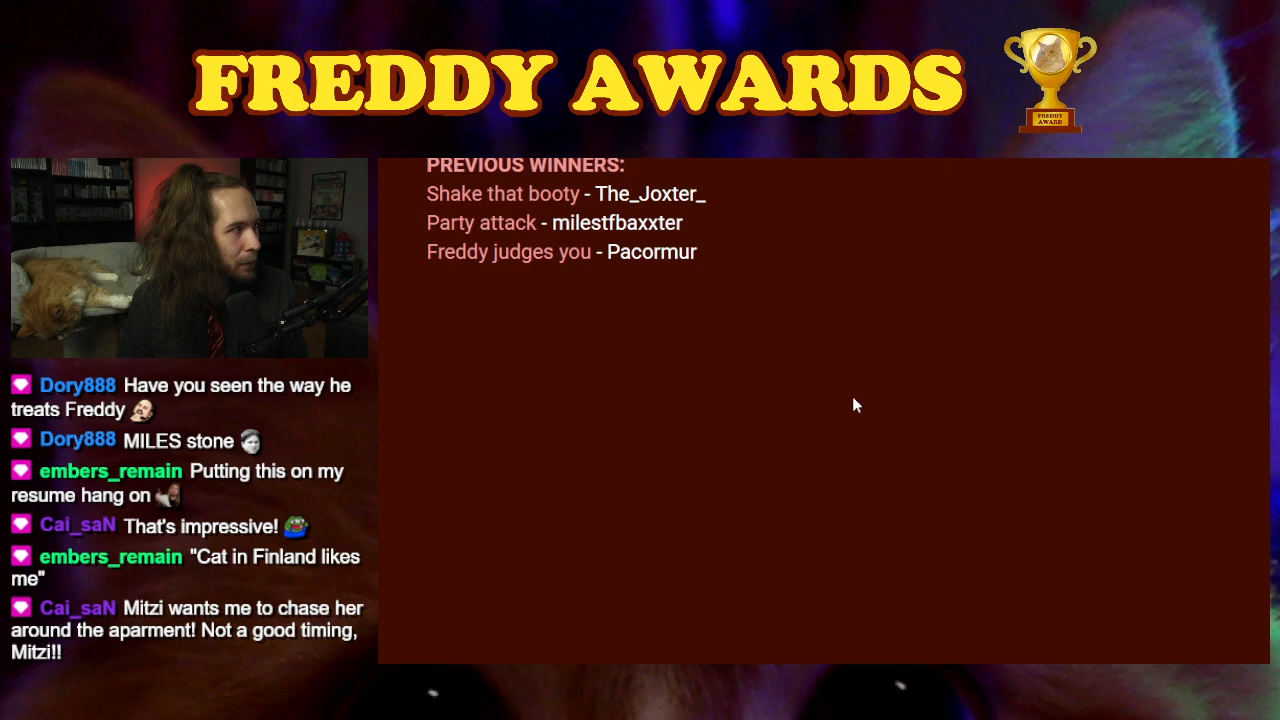 FREDDY AWARDS
FREDDY
AWARD
PREVIOUS WINNERS:
Shake that booty - The_Joxter_
Party attack - milestfbaxxter
Freddy judges you - Pacormur
Dory888 Have you seen the way he
treats Freddy
Dory888 MILES stone
embers_remain Putting this on my
resume hang on
Cai_saN That's impressive!
embers_remain "Cat in Finland likes
me"
Cai_saN Mitzi wants me to chase her
around the aparment! Not a good timing,
Mitzi!!